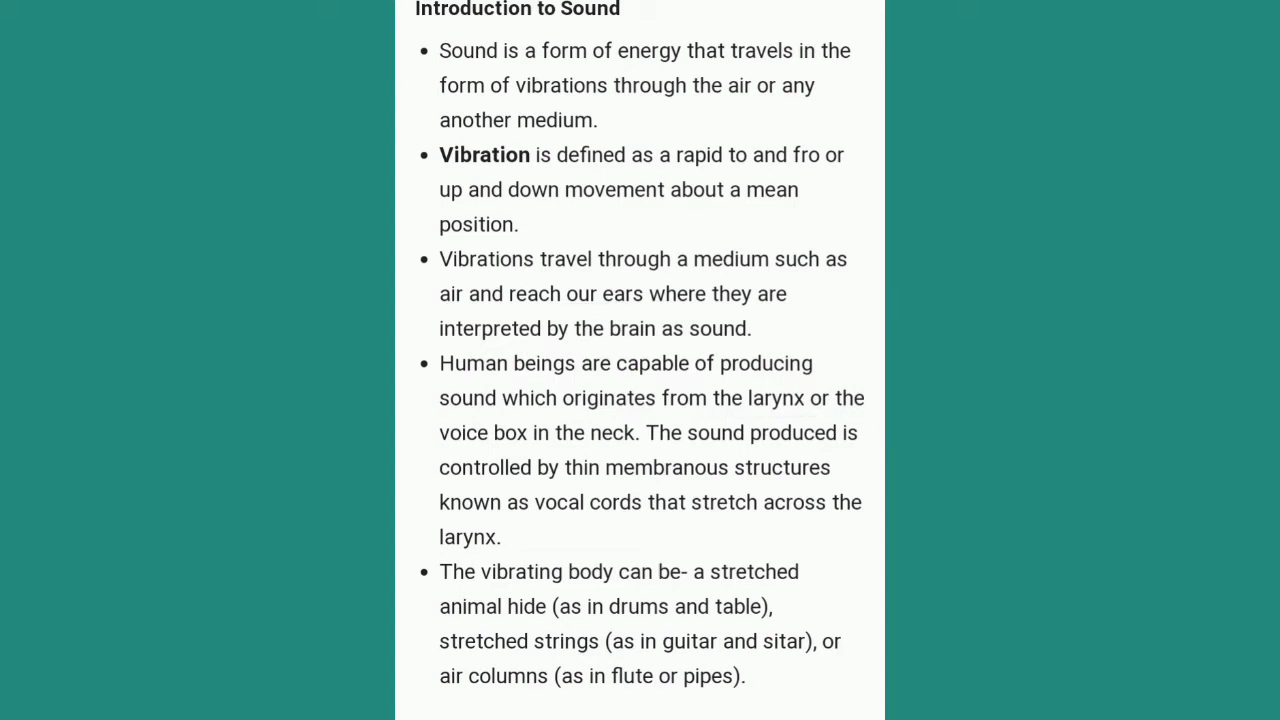 Introduction to Sound
• Sound is a form of energy that travels in the
form of vibrations through the air or any
another medium.
• Vibration is defined as a rapid to and fro or
up and down movement about a mean
position.
• Vibrations travel through a medium such as
air and reach our ears where they are
interpreted by the brain as sound.
• Human beings are capable of producing
sound which originates from the larynx or the
voice box in the neck. The sound produced is
controlled by thin membranous structures
known as vocal cords that stretch across the
larynx.
• The vibrating body can be- a stretched
animal hide (as in drums and table),
stretched strings (as in guitar and sitar), or
air columns (as in flute or pipes).